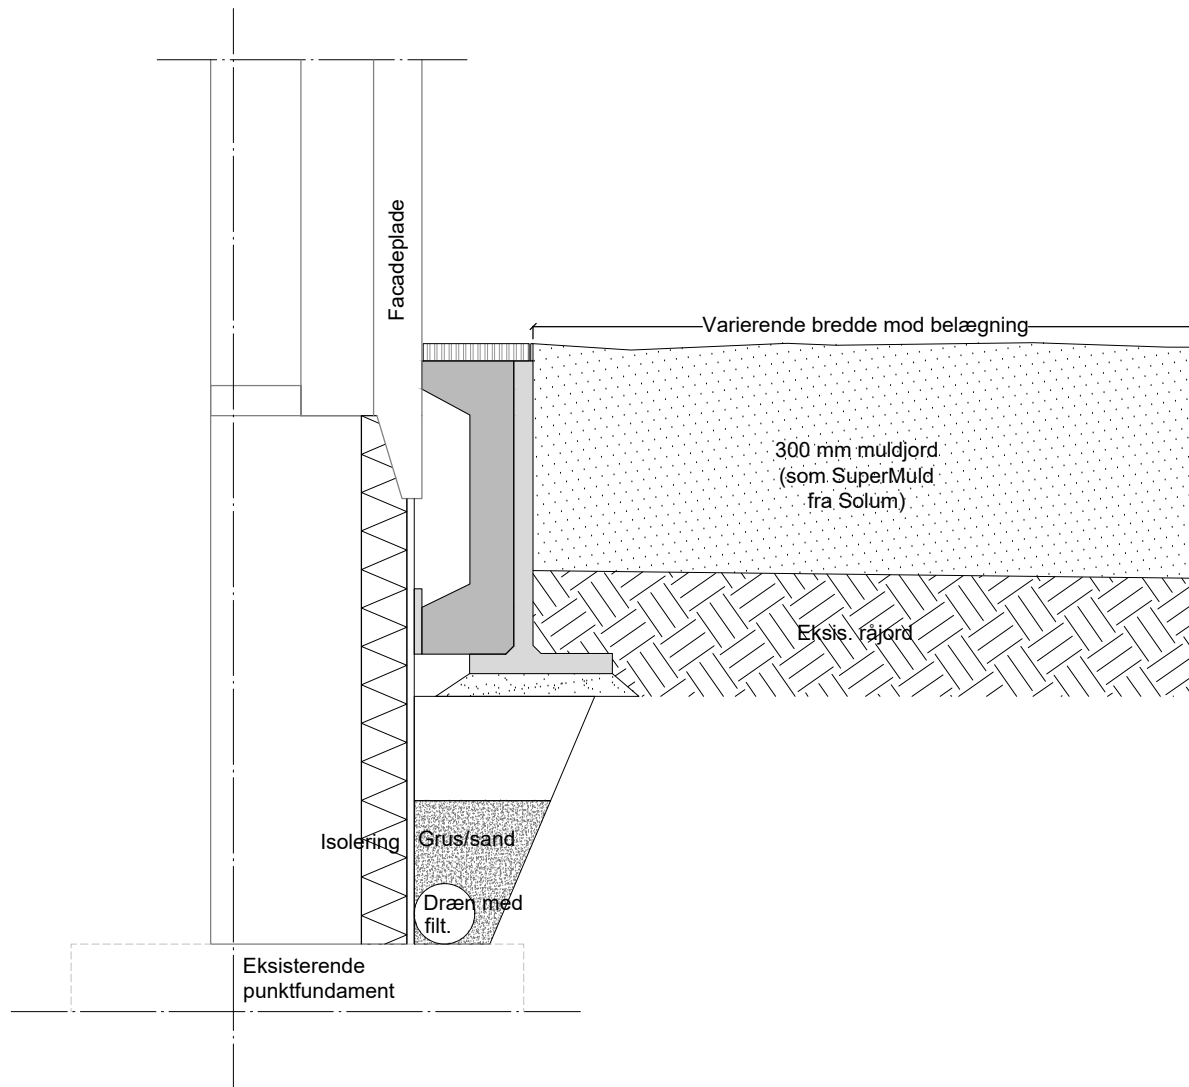 Facadeplade
Varierende bredde mod belægning
300 mm muldjord
(som SuperMuld
fra Solum)
Eksis. råjord
Isolering
Grus/sand
Dræn med
filt.
Eksisterende
punktfundament